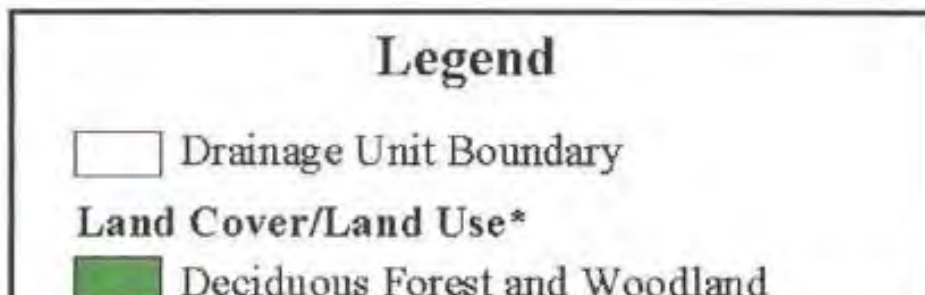 Legend
Drainage Unit Boundary
Land Cover/Land Use*
Deciduous Forest and Woodland